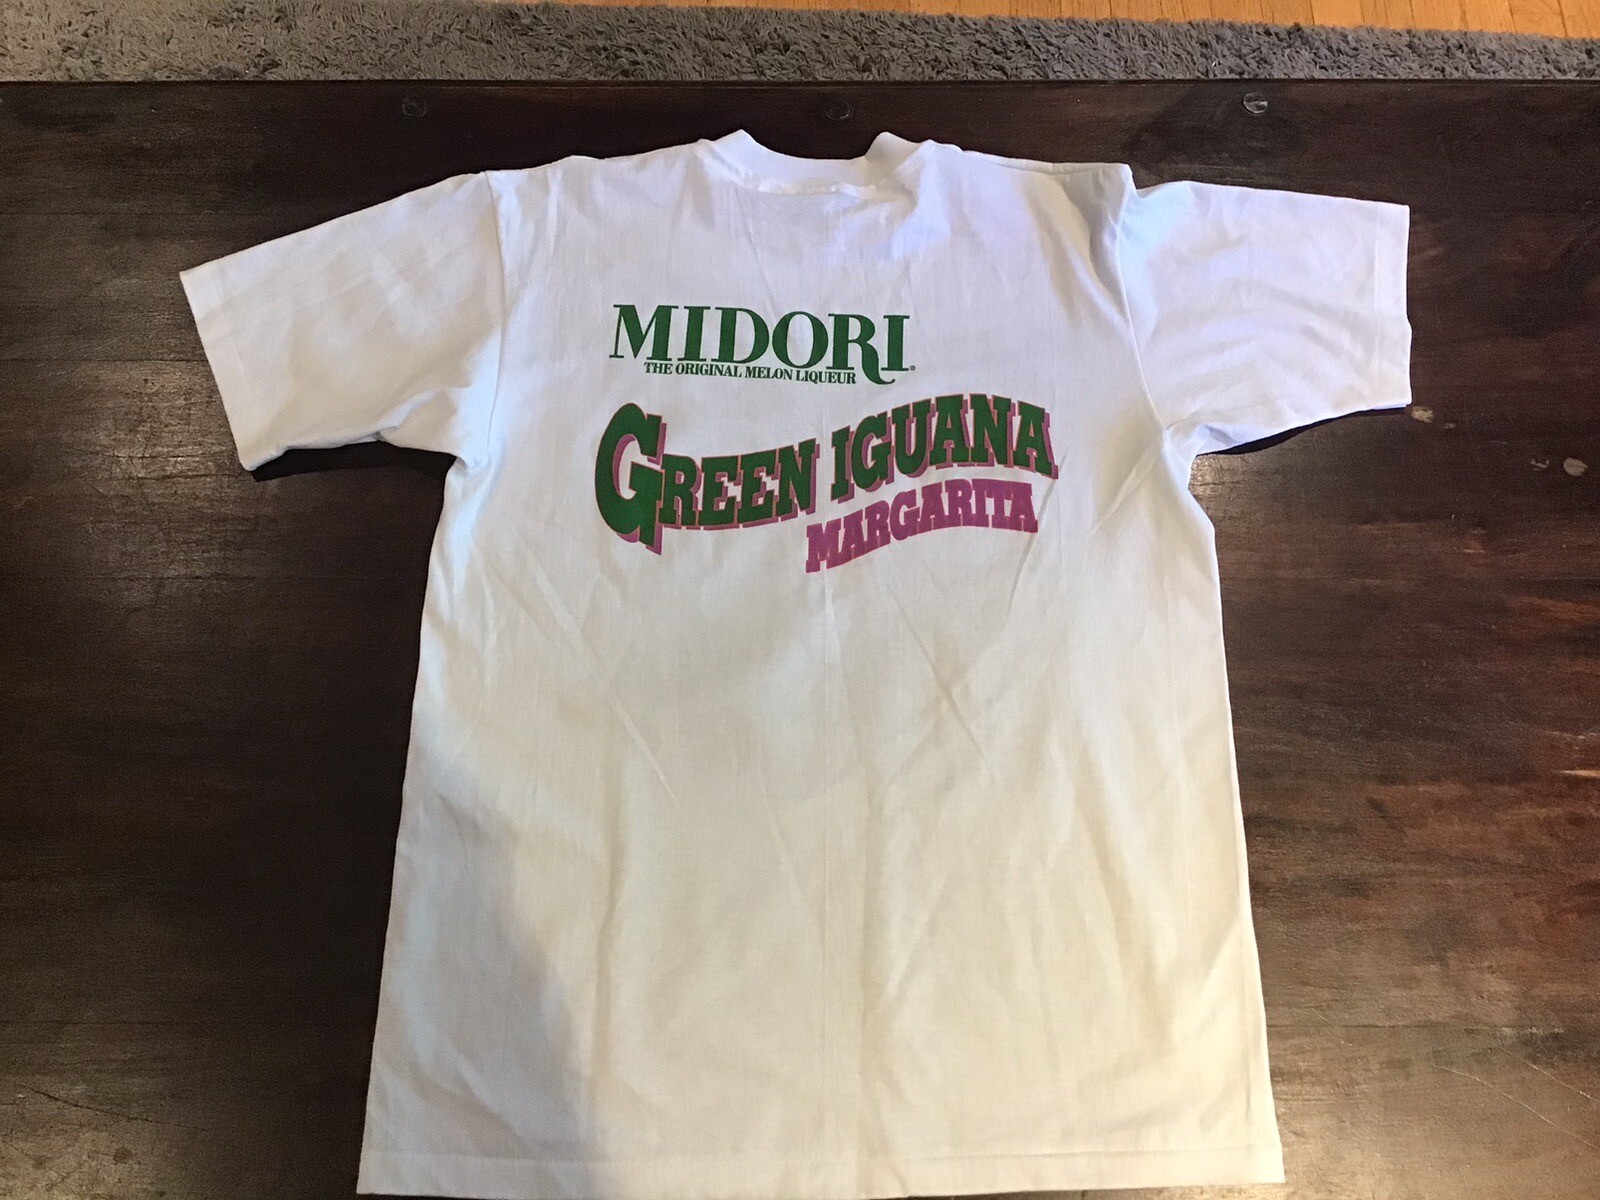 MIDORI®
THE ORIGINAL MELON LIQUEUR
GREEN IGUANA
MARGARITA